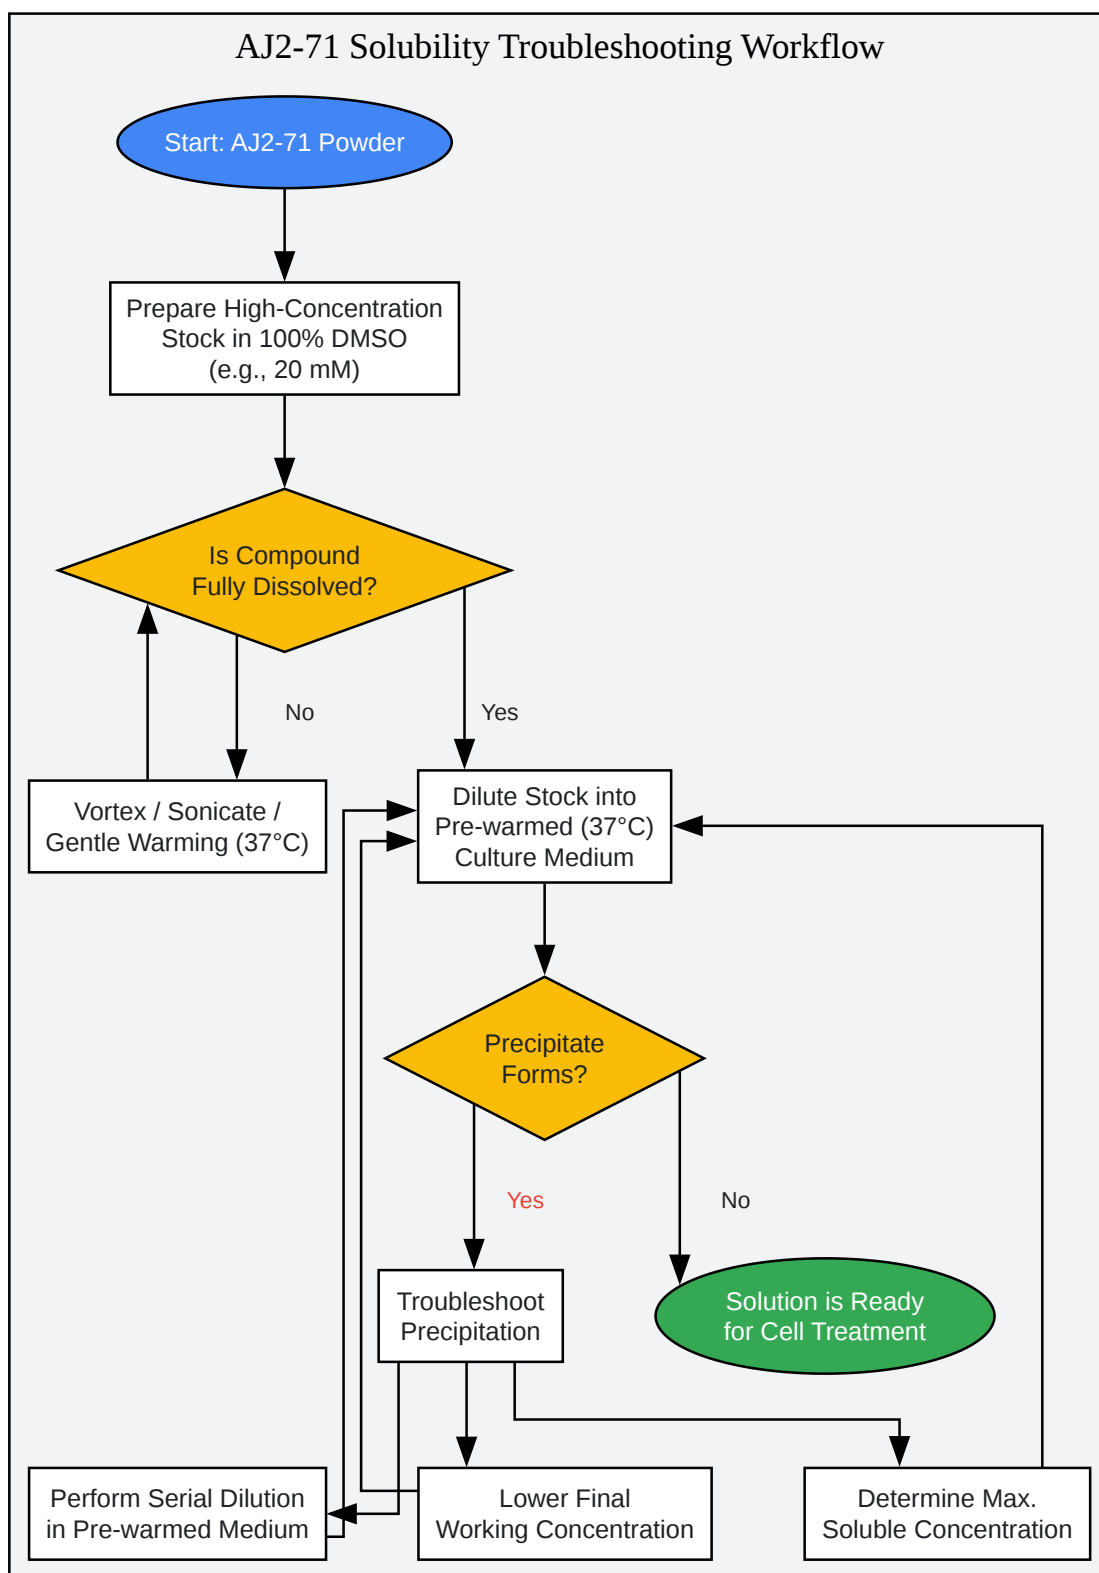 AJ2-71 Solubility Troubleshooting Workflow
Start: AJ2-71 Powder
Prepare High-Concentration
Stock in 100% DMSO
(e.g., 20 mM)
Is Compound
Fully Dissolved?
No
Yes
Vortex / Sonicate /
Gentle Warming (37°C)
Dilute Stock into
Pre-warmed (37°C)
Culture Medium
Precipitate
Forms?
Yes
No
Troubleshoot
Precipitation
Solution is Ready
for Cell Treatment
Perform Serial Dilution
in Pre-warmed Medium
Lower Final
Working Concentration
Determine Max.
Soluble Concentration